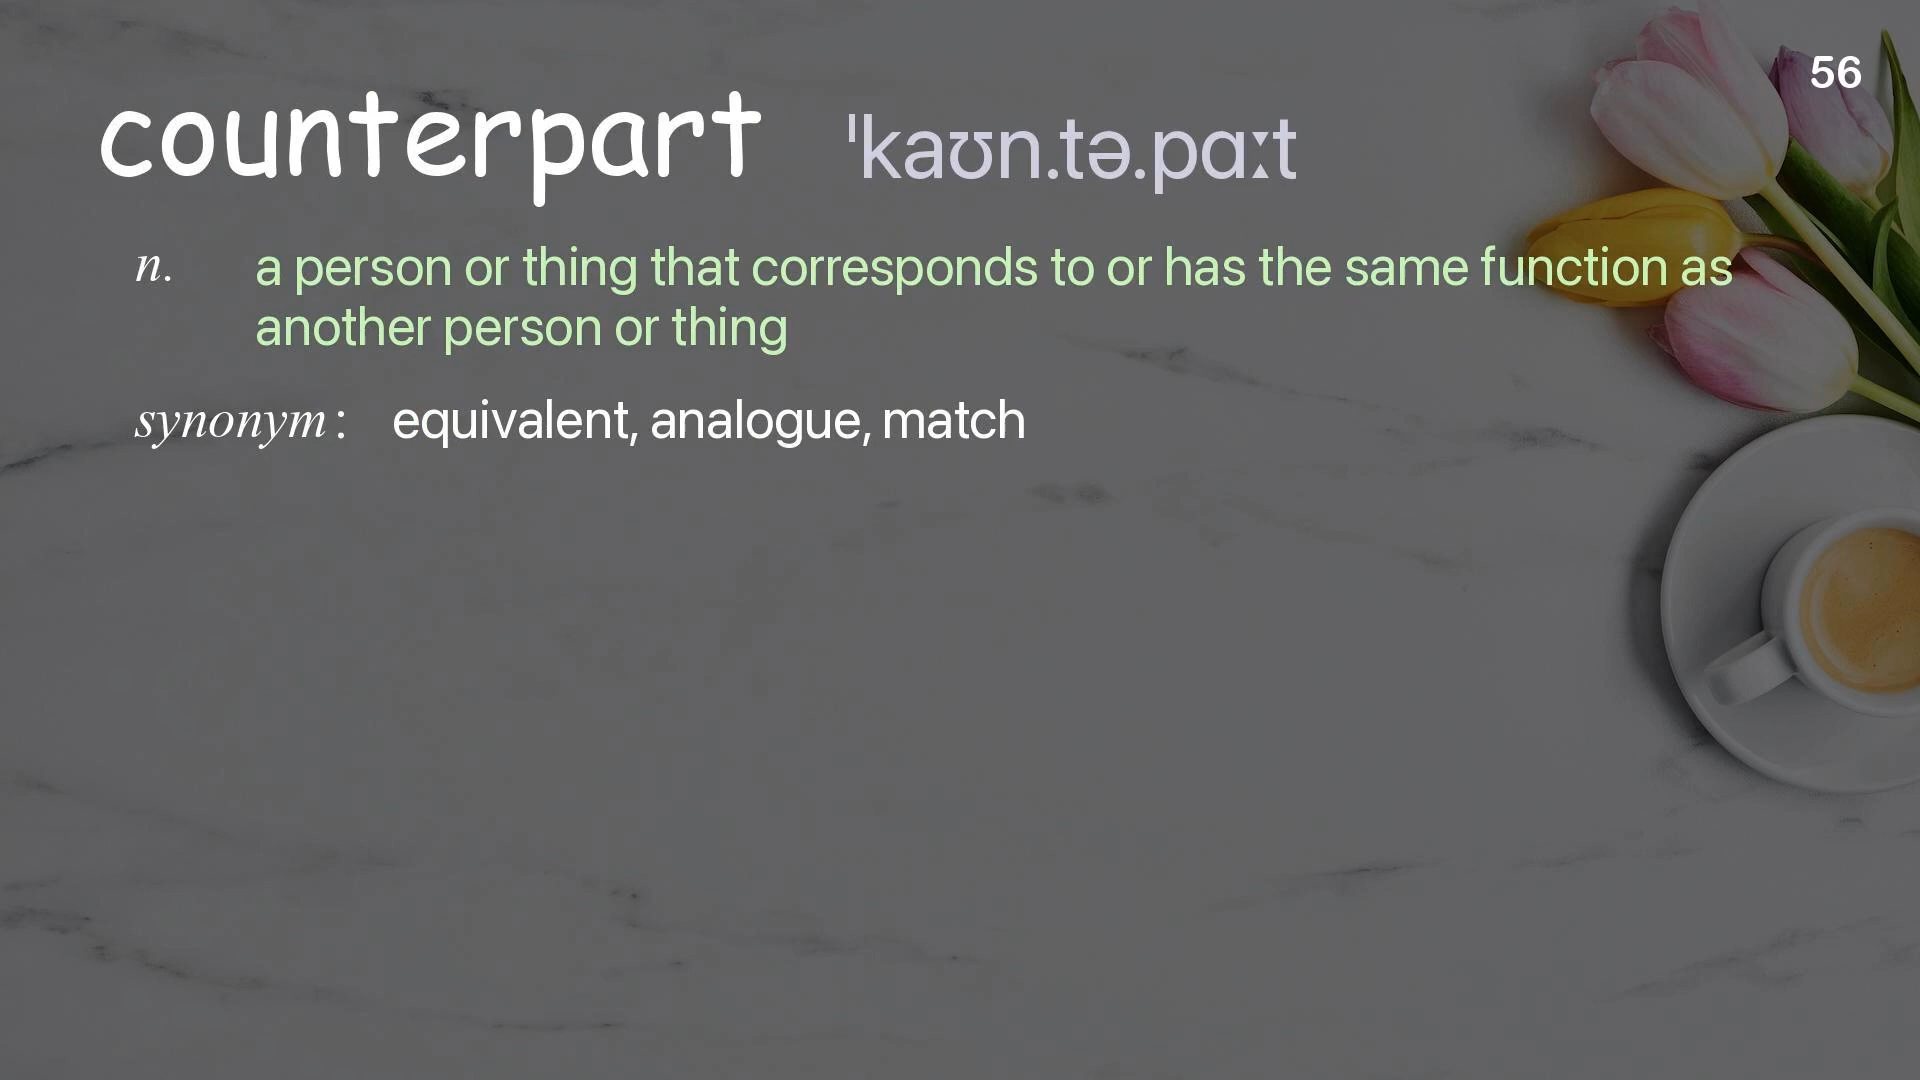 56
counterpart ˈkaʊn.tə.pɑːt
n. a person or thing that corresponds to or has the same function as
another person or thing
synonym: equivalent, analogue, match